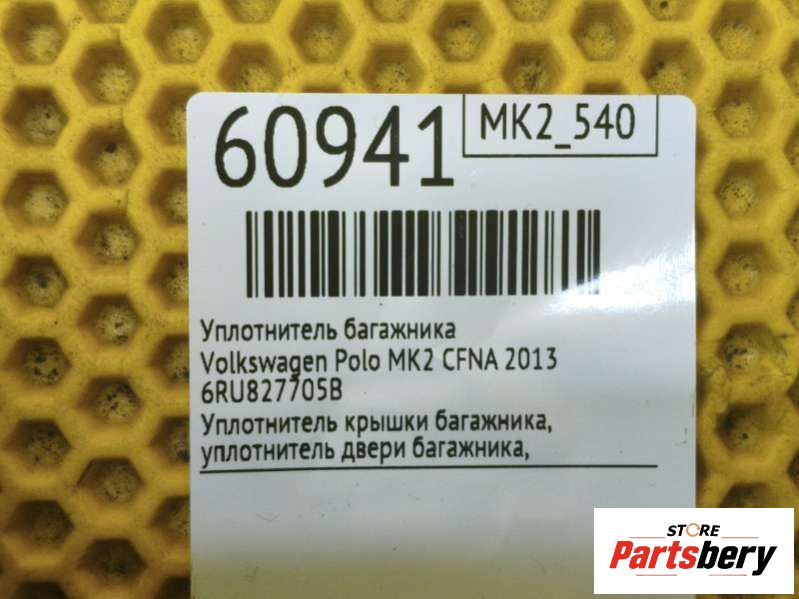 60941
MK2_540
Уплотнитель багажника
Volkswagen Polo MK2 CFNA 2013
6RU827705B
Уплотнитель крышки багажника,
уплотнитель двери багажника,
STORE
Partsbery